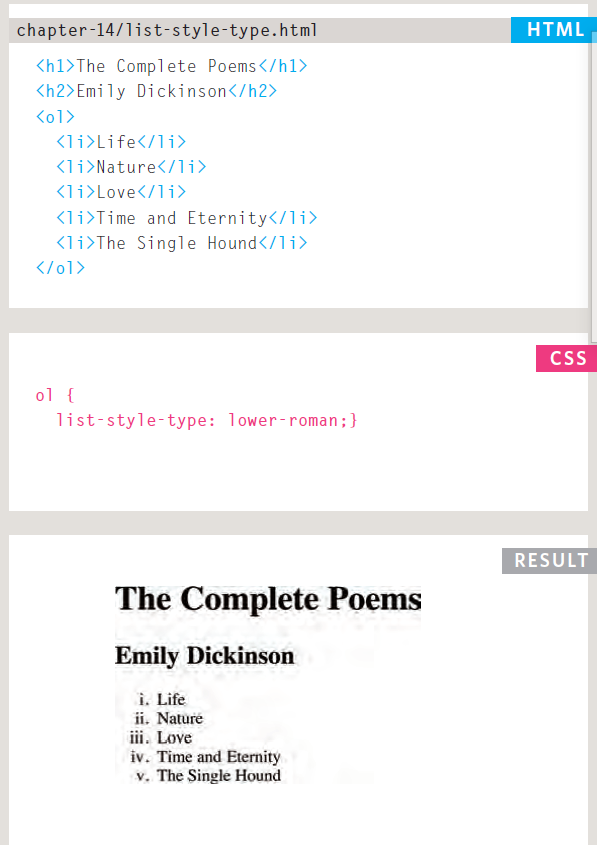 chapter-14/list-style-type.html HTML
<h1>The Complete Poems</h1>
<h2>Emily Dickinson</h2>
<ol>
<li>Life</li>
<li>Nature</li>
<li>Love</li>
<li>Time and Eternity</li>
<li>The Single Hound</li>
</ol>
CSS
ol {
list-style-type: lower-roman;}
RESULT
The Complete Poems
Emily Dickinson
i. Life
ii. Nature
iii. Love
iv. Time and Eternity
v. The Single Hound